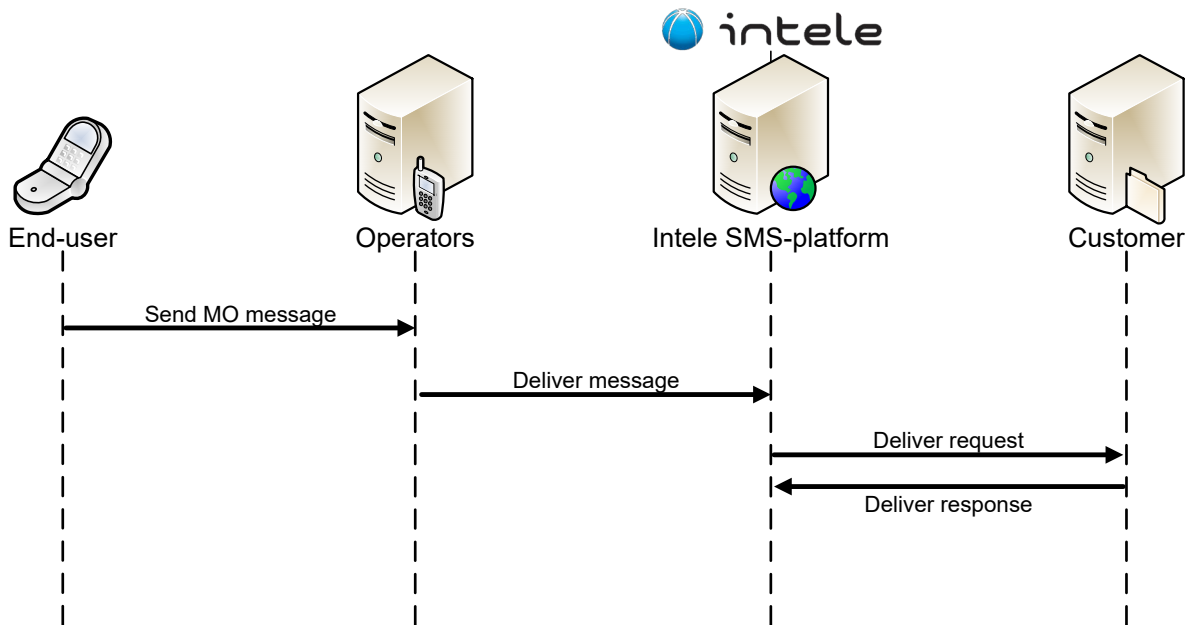 intele
End-user
Operators
Intele SMS-platform
Customer
Send MO message
Deliver message
Deliver request
Deliver response